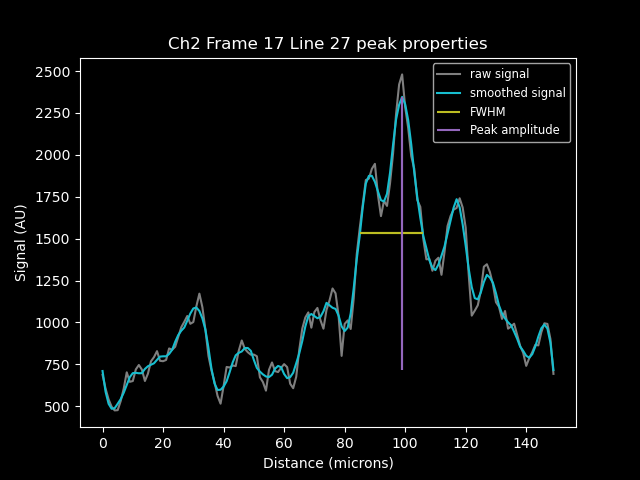 Ch2 Frame 17 Line 27 peak properties
raw signal
smoothed signal
FWHM
Peak amplitude
Signal (AU)
2500
2250
2000
1750
1500
1250
1000
750
500
0 20 40 60 80 100 120 140
Distance (microns)